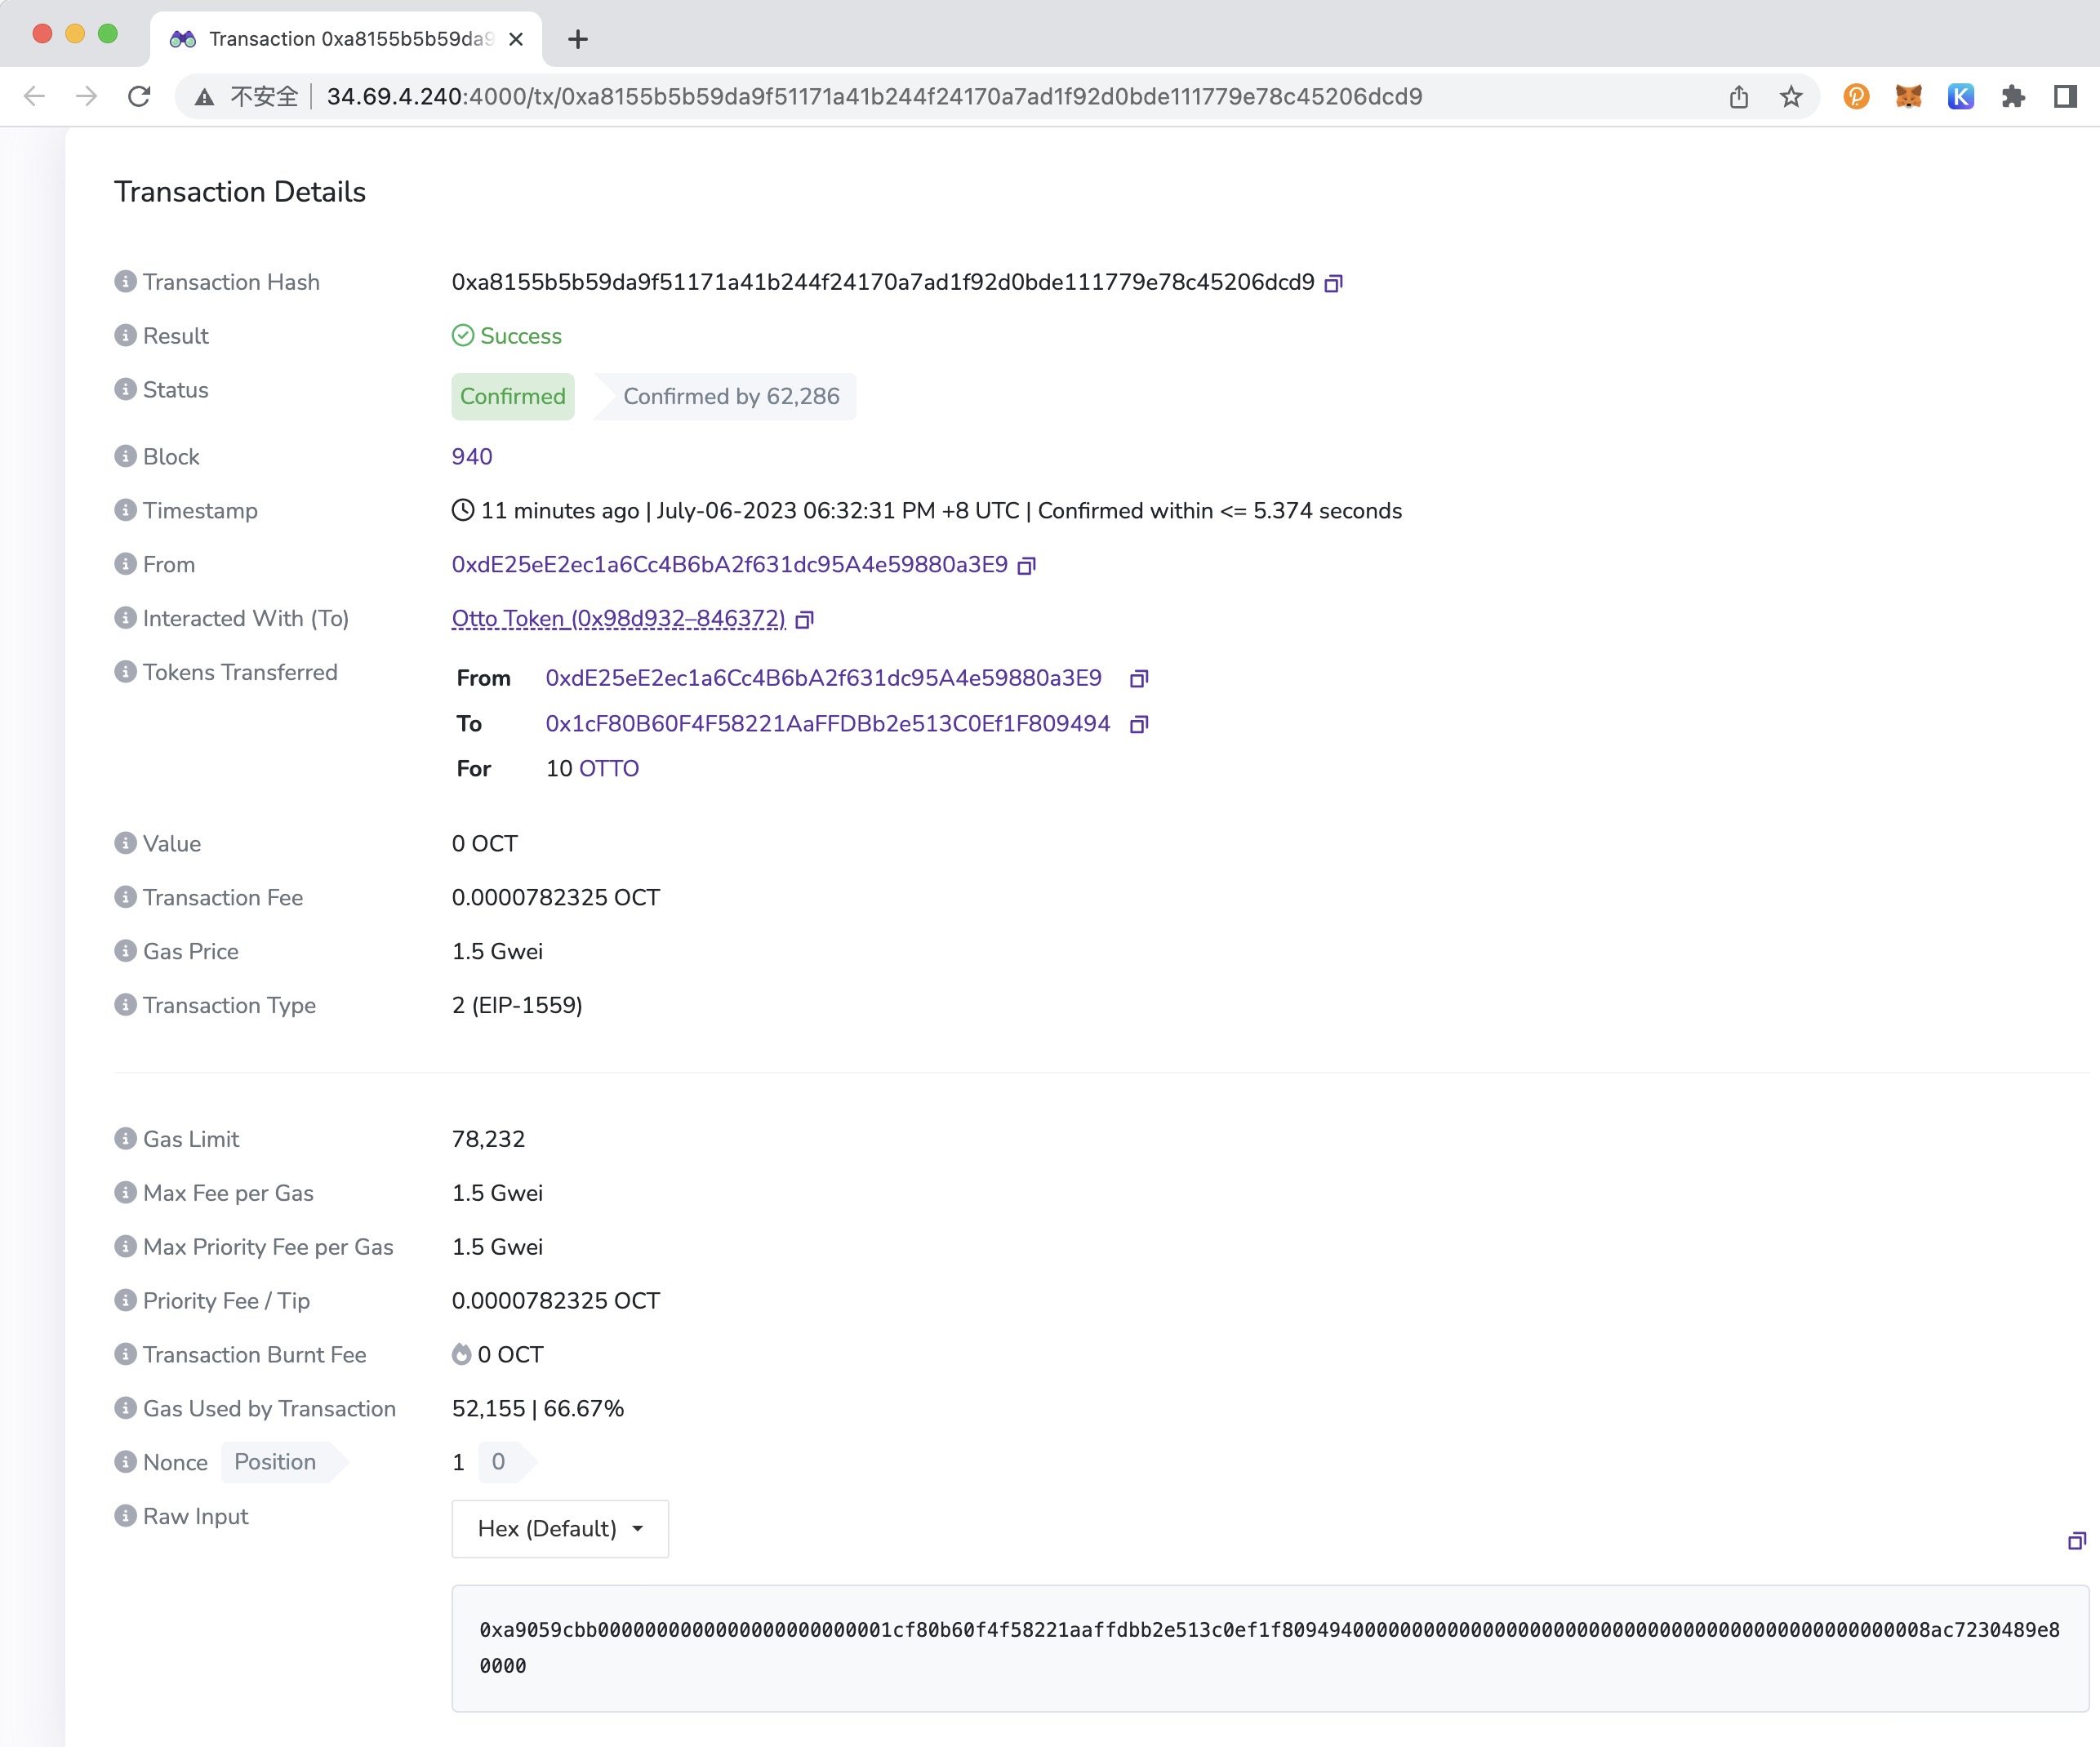 Transaction 0xa8155b5b59da9
不安全 34.69.4.240:4000/tx/0xa8155b5b59da9f51171a41b244f24170a7ad1f92d0bde111779e78c45206dcd9
Transaction Details
Transaction Hash 0xa8155b5b59da9f51171a41b244f24170a7ad1f92d0bde111779e78c45206dcd9
Result Success
Status Confirmed Confirmed by 62,286
Block 940
Timestamp 11 minutes ago | July-06-2023 06:32:31 PM +8 UTC | Confirmed within <= 5.374 seconds
From 0xdE25eE2ec1a6Cc4B6bA2f631dc95A4e59880a3E9
Interacted With (To) Otto Token (0x98d932–846372)
Tokens Transferred From 0xdE25eE2ec1a6Cc4B6bA2f631dc95A4e59880a3E9
To 0x1cF80B60F4F58221AaFFDBb2e513C0Ef1F809494
For 10 OTTO
Value 0 OCT
Transaction Fee 0.0000782325 OCT
Gas Price 1.5 Gwei
Transaction Type 2 (EIP-1559)
Gas Limit 78,232
Max Fee per Gas 1.5 Gwei
Max Priority Fee per Gas 1.5 Gwei
Priority Fee / Tip 0.0000782325 OCT
Transaction Burnt Fee 0 OCT
Gas Used by Transaction 52,155 | 66.67%
Nonce Position 1 0
Raw Input Hex (Default)
0xa9059cbb0000000000000000000000001cf80b60f4f58221aaffdbb2e513c0ef1f8094940000000000000000000000000000000000000000000000008ac7230489e8
0000